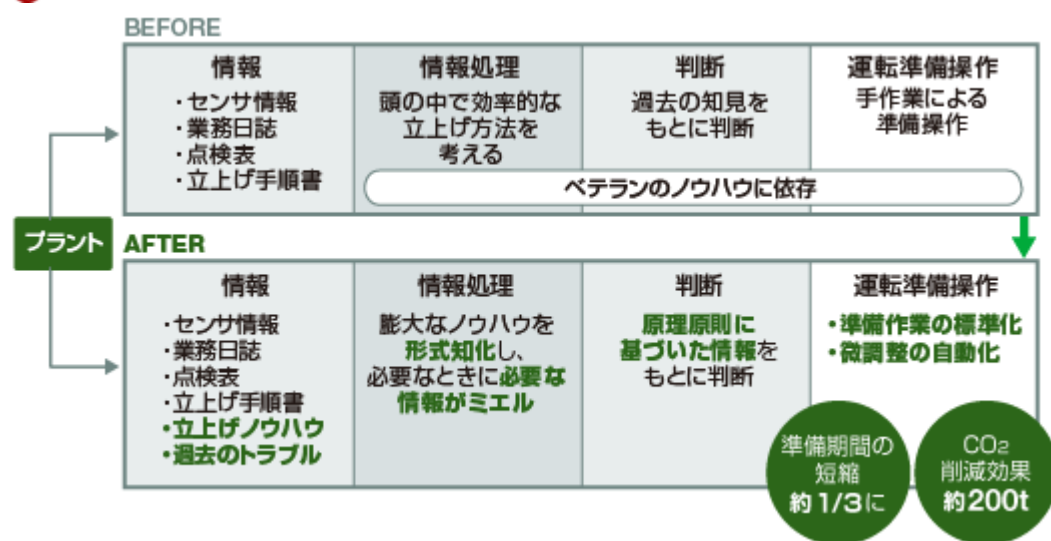 BEFORE
情報
・センサ情報
・業務日誌
・点検表
・立上げ手順書
情報処理
頭の中で効率的な
立上げ方法を
考える
判断
過去の知見を
もとに判断
運転準備操作
手作業による
準備操作
ベテランのノウハウに依存
プラント
AFTER
情報
・センサ情報
・業務日誌
・点検表
・立上げ手順書
・立上げノウハウ
・過去のトラブル
情報処理
膨大なノウハウを
形式知化し、
必要なときに必要な
情報がミエル
判断
原理原則に
基づいた情報を
もとに判断
運転準備操作
・準備作業の標準化
・微調整の自動化
準備期間の
短縮
約1/3に
CO2
削減効果
約200t